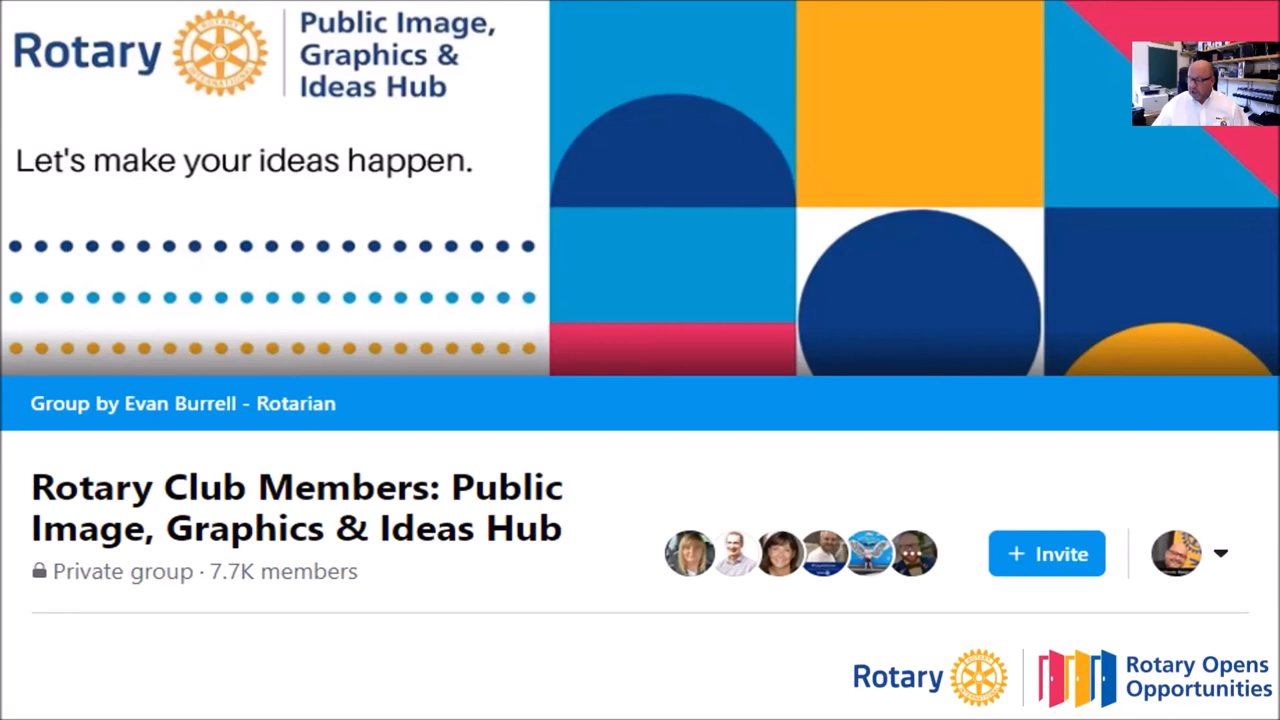 Rotary
Public Image,
Graphics &
Ideas Hub
Let's make your ideas happen.
Group by Evan Burrell - Rotarian
Rotary Club Members: Public
Image, Graphics & Ideas Hub
Private group · 7.7K members
+ Invite
Rotary
Rotary Opens
Opportunities